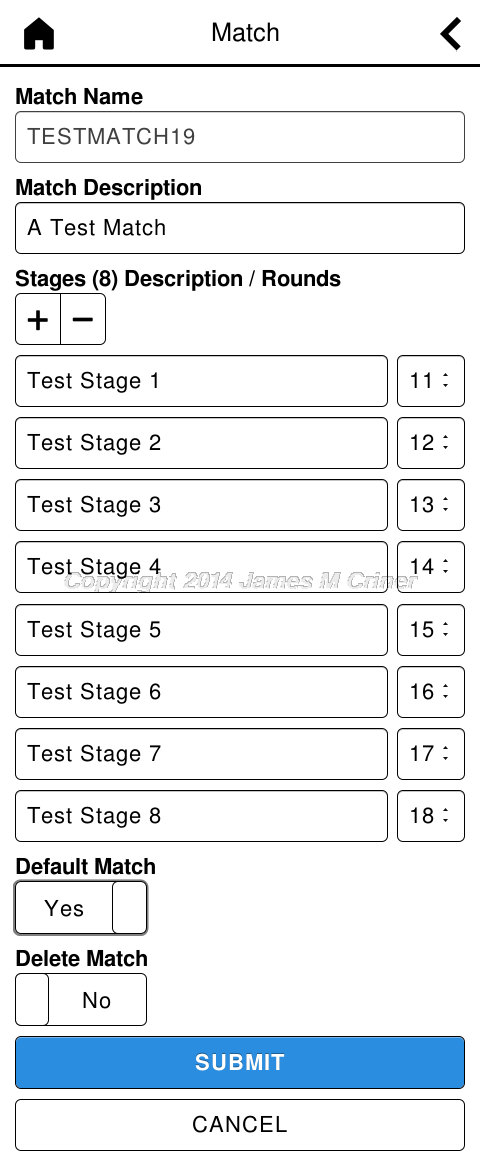 Match
Match Name
TESTMATCH19
Match Description
A Test Match
Stages (8) Description / Rounds
+ −
Test Stage 1 11
Test Stage 2 12
Test Stage 3 13
Test Stage 4 14
Copyright 2014 James M Criner
Test Stage 5 15
Test Stage 6 16
Test Stage 7 17
Test Stage 8 18
Default Match
Yes
Delete Match
No
SUBMIT
CANCEL